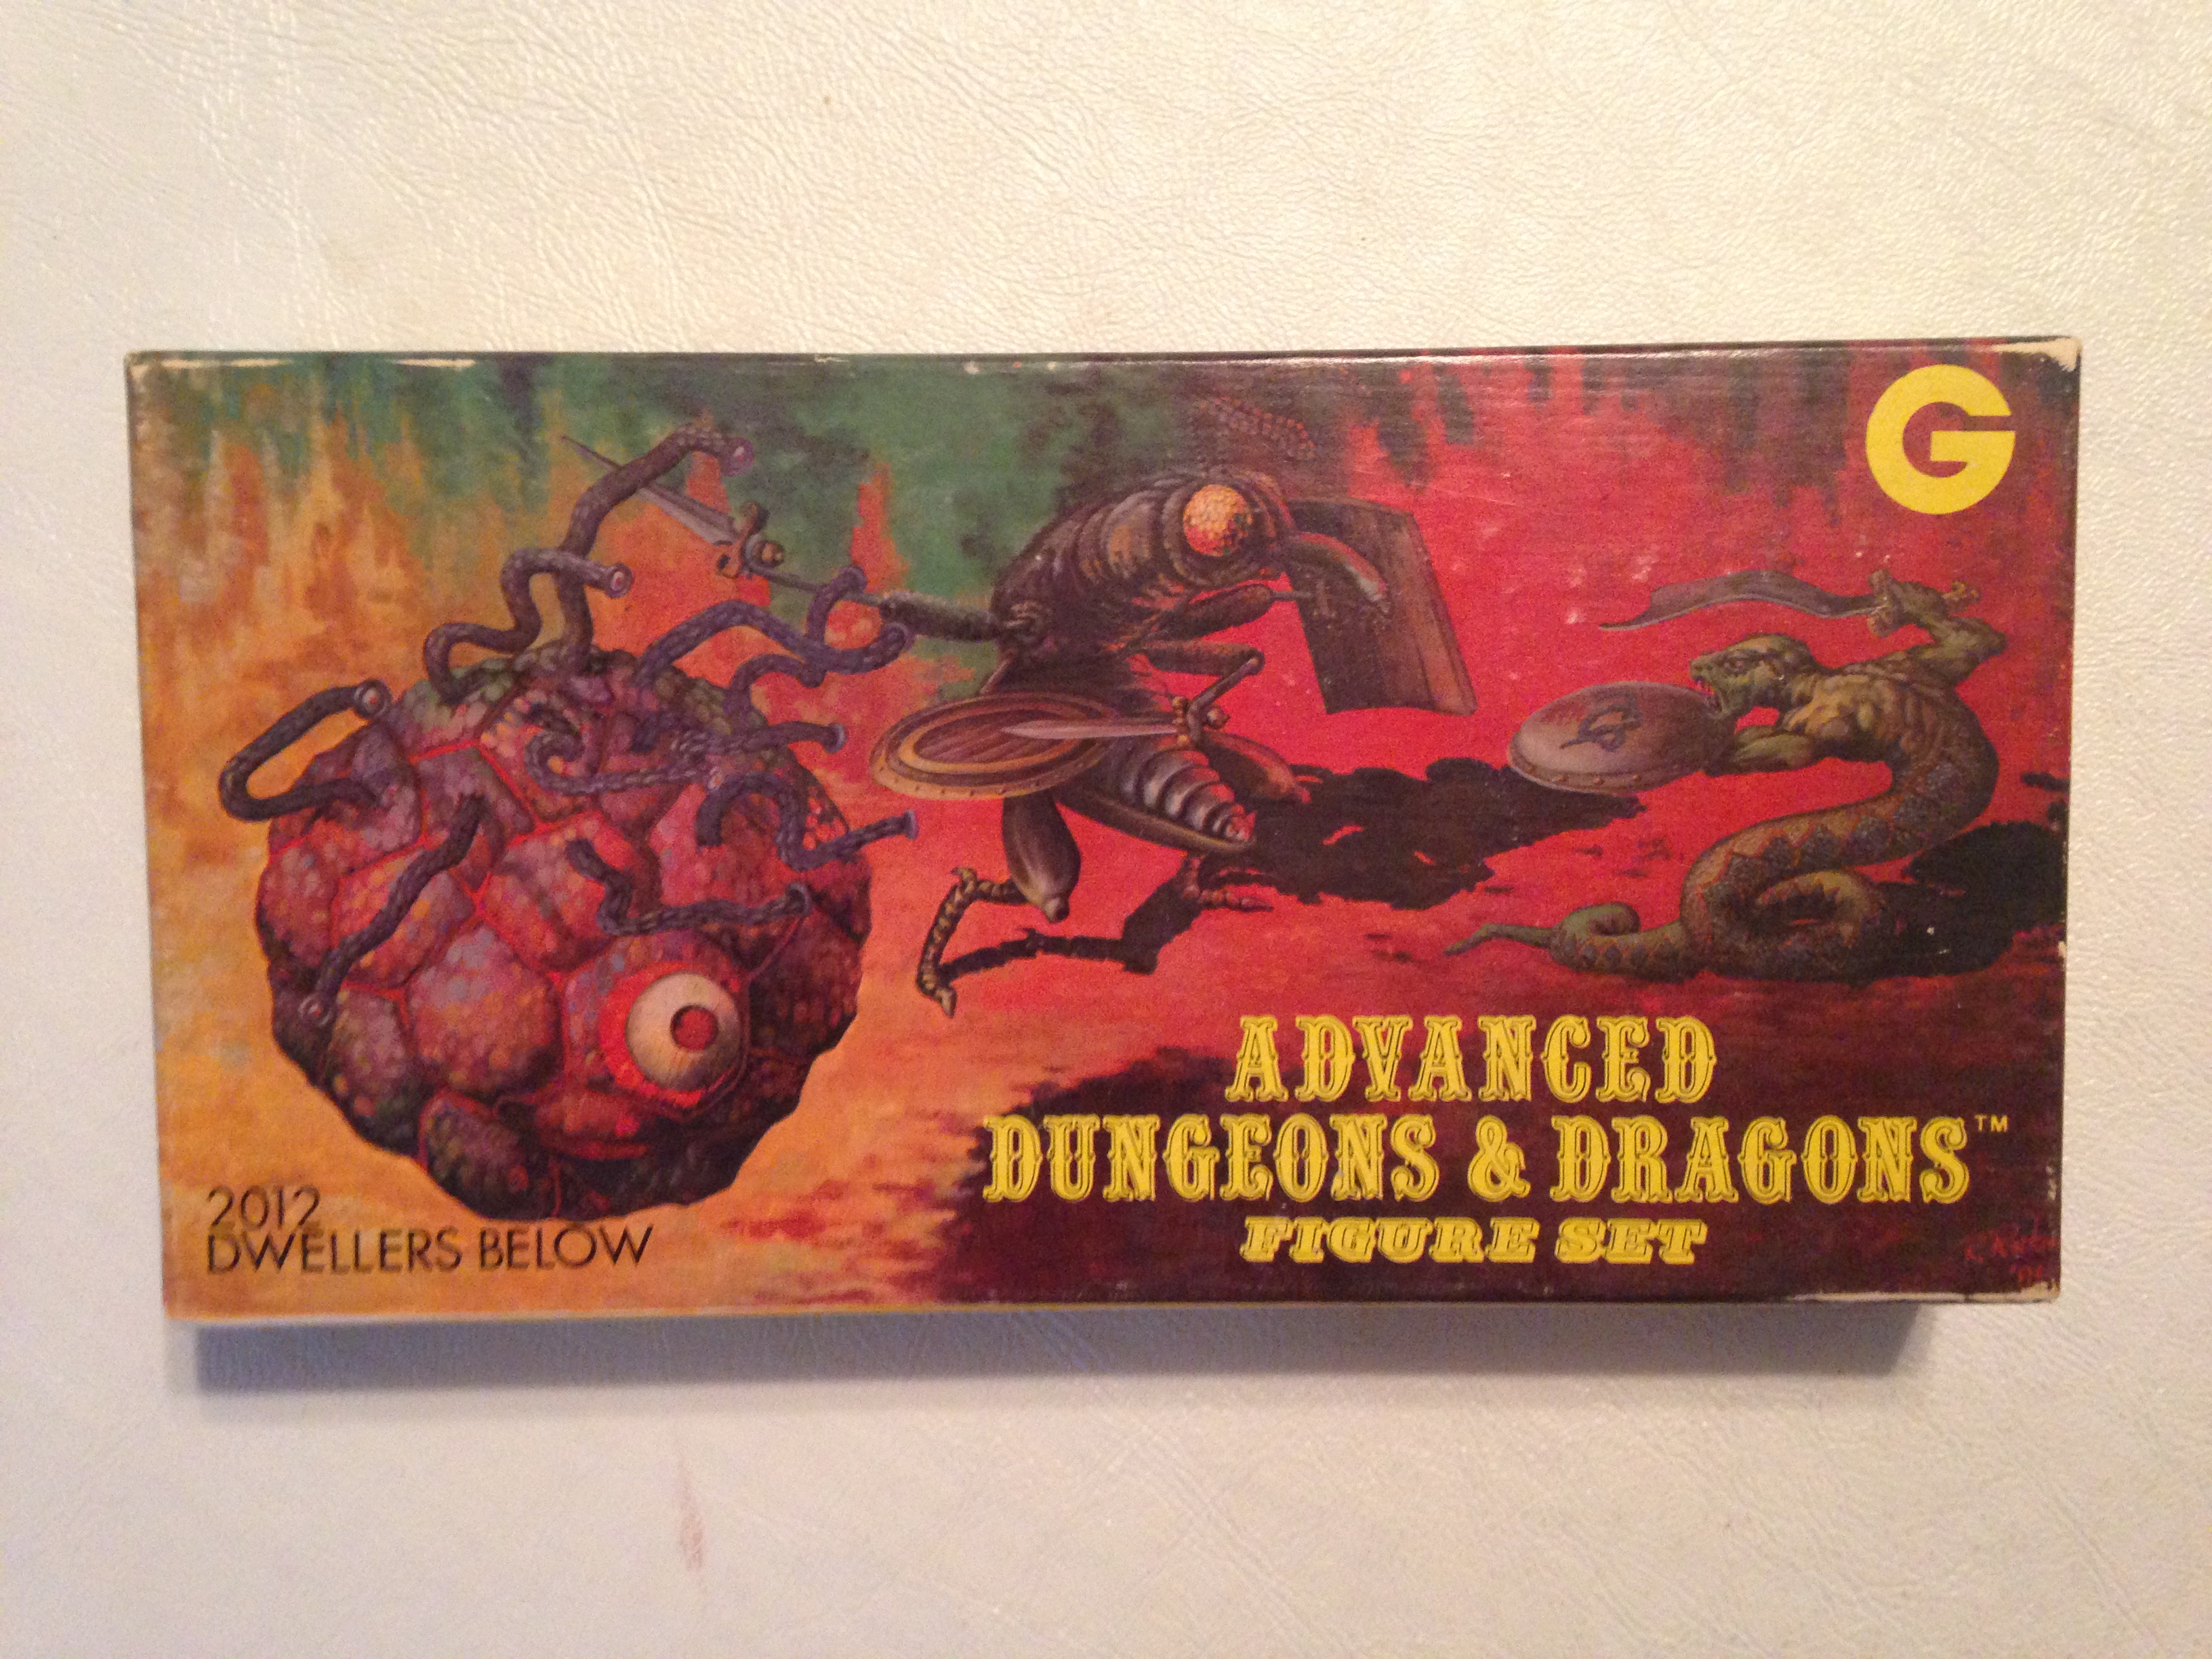 G
2012
DWELLERS BELOW
ADVANCED
DUNGEONS & DRAGONS™
FIGURE SET